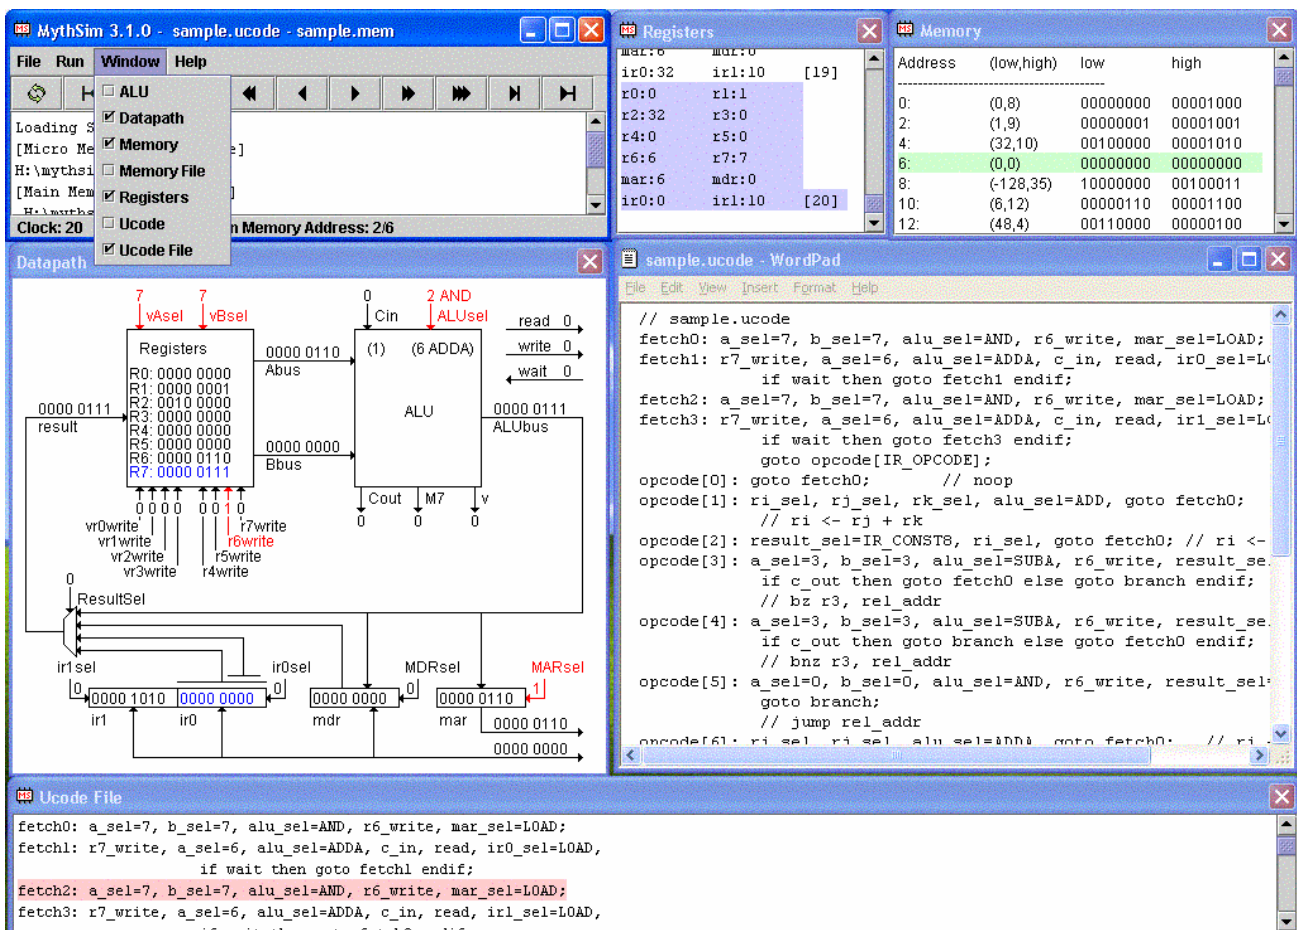 MythSim 3.1.0 - sample.ucode - sample.mem
File Run Window Help
ALU
Datapath
Memory
Memory File
Registers
Ucode
Ucode File
Loading S
[Micro Me e]
H:\mythsi
[Main Mem ]
H:\myths
Clock: 20 n Memory Address: 2/6
Registers
mar:6 mdr:0
ir0:32 ir1:10 [19]
r0:0 r1:1
r2:32 r3:0
r4:0 r5:0
r6:6 r7:7
mar:6 mdr:0
ir0:0 ir1:10 [20]
Memory
Address (low,high) low high
0: (0,8) 00000000 00001000
2: (1,9) 00000001 00001001
4: (32,10) 00100000 00001010
6: (0,0) 00000000 00000000
8: (-128,35) 10000000 00100011
10: (6,12) 00000110 00001100
12: (48,4) 00110000 00000100
Datapath
7 7 0 2 AND
vAsel vBsel Cin ALUsel
read 0
write 0
wait 0
Registers
R0: 0000 0000
R1: 0000 0001
R2: 0010 0000
R3: 0000 0000
R4: 0000 0000
R5: 0000 0000
R6: 0000 0110
R7: 0000 0111
0000 0110
Abus
0000 0000
Bbus
(1) (6 ADDA)
ALU
0000 0111
ALUbus
0000 0111
result
Cout M7 v
0 0 0
0 0 0 0 0 0 1 0
vr0write r7write
vr1write r6write
vr2write r5write
vr3write r4write
0
ResultSel
ir1sel ir0sel MDRsel MARsel
0 0000 1010 0000 0000 0 0000 0000 0 0000 0110 1
ir1 ir0 mdr mar
0000 0110
0000 0000
sample.ucode - WordPad
File Edit View Insert Format Help
// sample.ucode
fetch0: a_sel=7, b_sel=7, alu_sel=AND, r6_write, mar_sel=LOAD;
fetch1: r7_write, a_sel=6, alu_sel=ADDA, c_in, read, ir0_sel=L
if wait then goto fetch1 endif;
fetch2: a_sel=7, b_sel=7, alu_sel=AND, r6_write, mar_sel=LOAD;
fetch3: r7_write, a_sel=6, alu_sel=ADDA, c_in, read, ir1_sel=L
if wait then goto fetch3 endif;
goto opcode[IR_OPCODE];
opcode[0]: goto fetch0; // noop
opcode[1]: ri_sel, rj_sel, rk_sel, alu_sel=ADD, goto fetch0;
// ri <- rj + rk
opcode[2]: result_sel=IR_CONST8, ri_sel, goto fetch0; // ri <-
opcode[3]: a_sel=3, b_sel=3, alu_sel=SUBA, r6_write, result_se
if c_out then goto fetch0 else goto branch endif;
// bz r3, rel_addr
opcode[4]: a_sel=3, b_sel=3, alu_sel=SUBA, r6_write, result_se
if c_out then goto branch else goto fetch0 endif;
// bnz r3, rel_addr
opcode[5]: a_sel=0, b_sel=0, alu_sel=AND, r6_write, result_sel=
goto branch;
// jump rel_addr
opcode[6]: ri_sel, rj_sel, alu_sel=ADDA, goto fetch0; // ri
Ucode File
fetch0: a_sel=7, b_sel=7, alu_sel=AND, r6_write, mar_sel=LOAD;
fetch1: r7_write, a_sel=6, alu_sel=ADDA, c_in, read, ir0_sel=LOAD,
if wait then goto fetch1 endif;
fetch2: a_sel=7, b_sel=7, alu_sel=AND, r6_write, mar_sel=LOAD;
fetch3: r7_write, a_sel=6, alu_sel=ADDA, c_in, read, ir1_sel=LOAD,